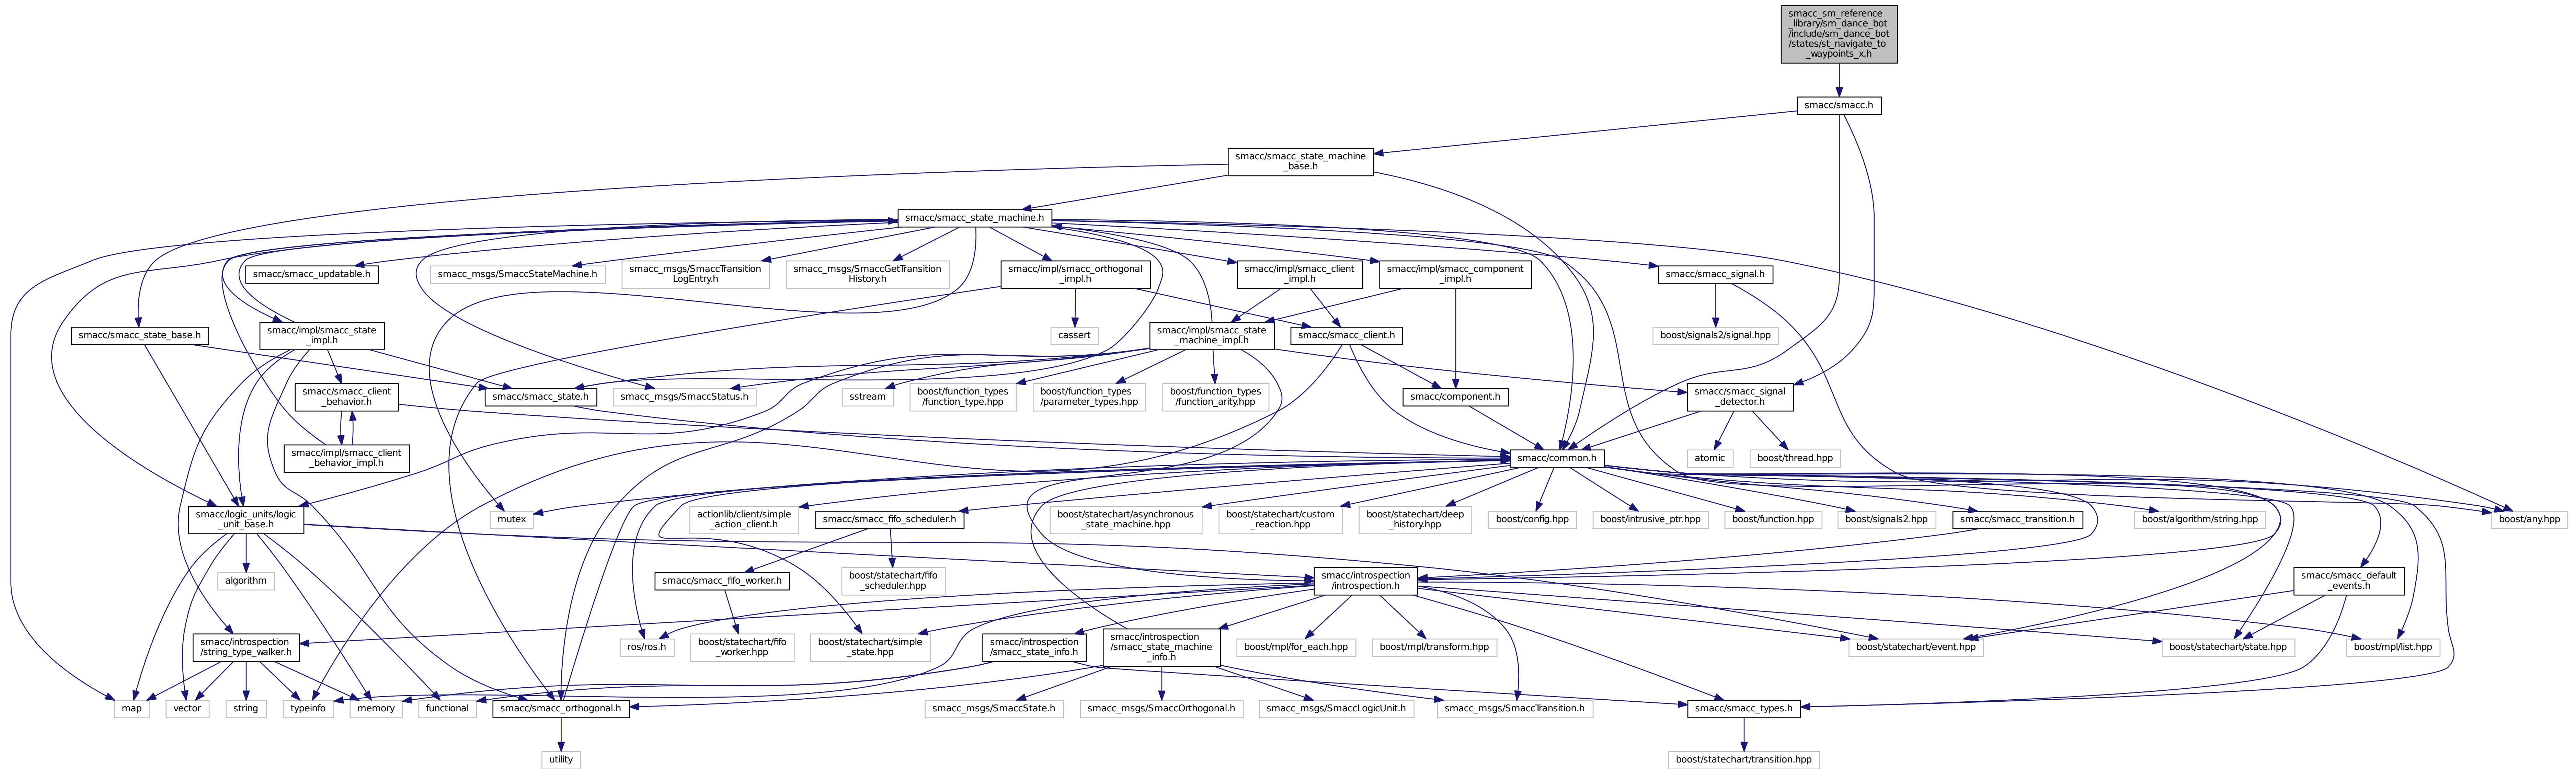 smacc_sm_reference
_library/sm_dance_bot
/include/sm_dance_bot
/states/st_navigate_to
_waypoints_x.h
smacc/smacc.h
smacc/smacc_state_machine
_base.h
smacc/smacc_state_machine.h
smacc/smacc_updatable.h
smacc_msgs/SmaccStateMachine.h
smacc_msgs/SmaccTransition
LogEntry.h
smacc_msgs/SmaccGetTransition
History.h
smacc/impl/smacc_orthogonal
_impl.h
smacc/impl/smacc_client
_impl.h
smacc/impl/smacc_component
_impl.h
smacc/smacc_signal.h
smacc/smacc_state_base.h
smacc/impl/smacc_state
_impl.h
cassert
smacc/impl/smacc_state
_machine_impl.h
smacc/smacc_client.h
boost/signals2/signal.hpp
smacc/smacc_client
_behavior.h
smacc/smacc_state.h
smacc_msgs/SmaccStatus.h
sstream
boost/function_types
/function_type.hpp
boost/function_types
/parameter_types.hpp
boost/function_types
/function_arity.hpp
smacc/component.h
smacc/smacc_signal
_detector.h
smacc/impl/smacc_client
_behavior_impl.h
smacc/common.h
atomic
boost/thread.hpp
smacc/logic_units/logic
_unit_base.h
mutex
actionlib/client/simple
_action_client.h
smacc/smacc_fifo_scheduler.h
boost/statechart/asynchronous
_state_machine.hpp
boost/statechart/custom
_reaction.hpp
boost/statechart/deep
_history.hpp
boost/config.hpp
boost/intrusive_ptr.hpp
boost/function.hpp
boost/signals2.hpp
smacc/smacc_transition.h
boost/algorithm/string.hpp
boost/any.hpp
algorithm
smacc/smacc_fifo_worker.h
boost/statechart/fifo
_scheduler.hpp
smacc/introspection
/introspection.h
smacc/smacc_default
_events.h
smacc/introspection
/string_type_walker.h
ros/ros.h
boost/statechart/fifo
_worker.hpp
boost/statechart/simple
_state.hpp
smacc/introspection
/smacc_state_info.h
smacc/introspection
/smacc_state_machine
_info.h
boost/mpl/for_each.hpp
boost/mpl/transform.hpp
boost/statechart/event.hpp
boost/statechart/state.hpp
boost/mpl/list.hpp
map
vector
string
typeinfo
memory
functional
smacc/smacc_orthogonal.h
smacc_msgs/SmaccState.h
smacc_msgs/SmaccOrthogonal.h
smacc_msgs/SmaccLogicUnit.h
smacc_msgs/SmaccTransition.h
smacc/smacc_types.h
utility
boost/statechart/transition.hpp